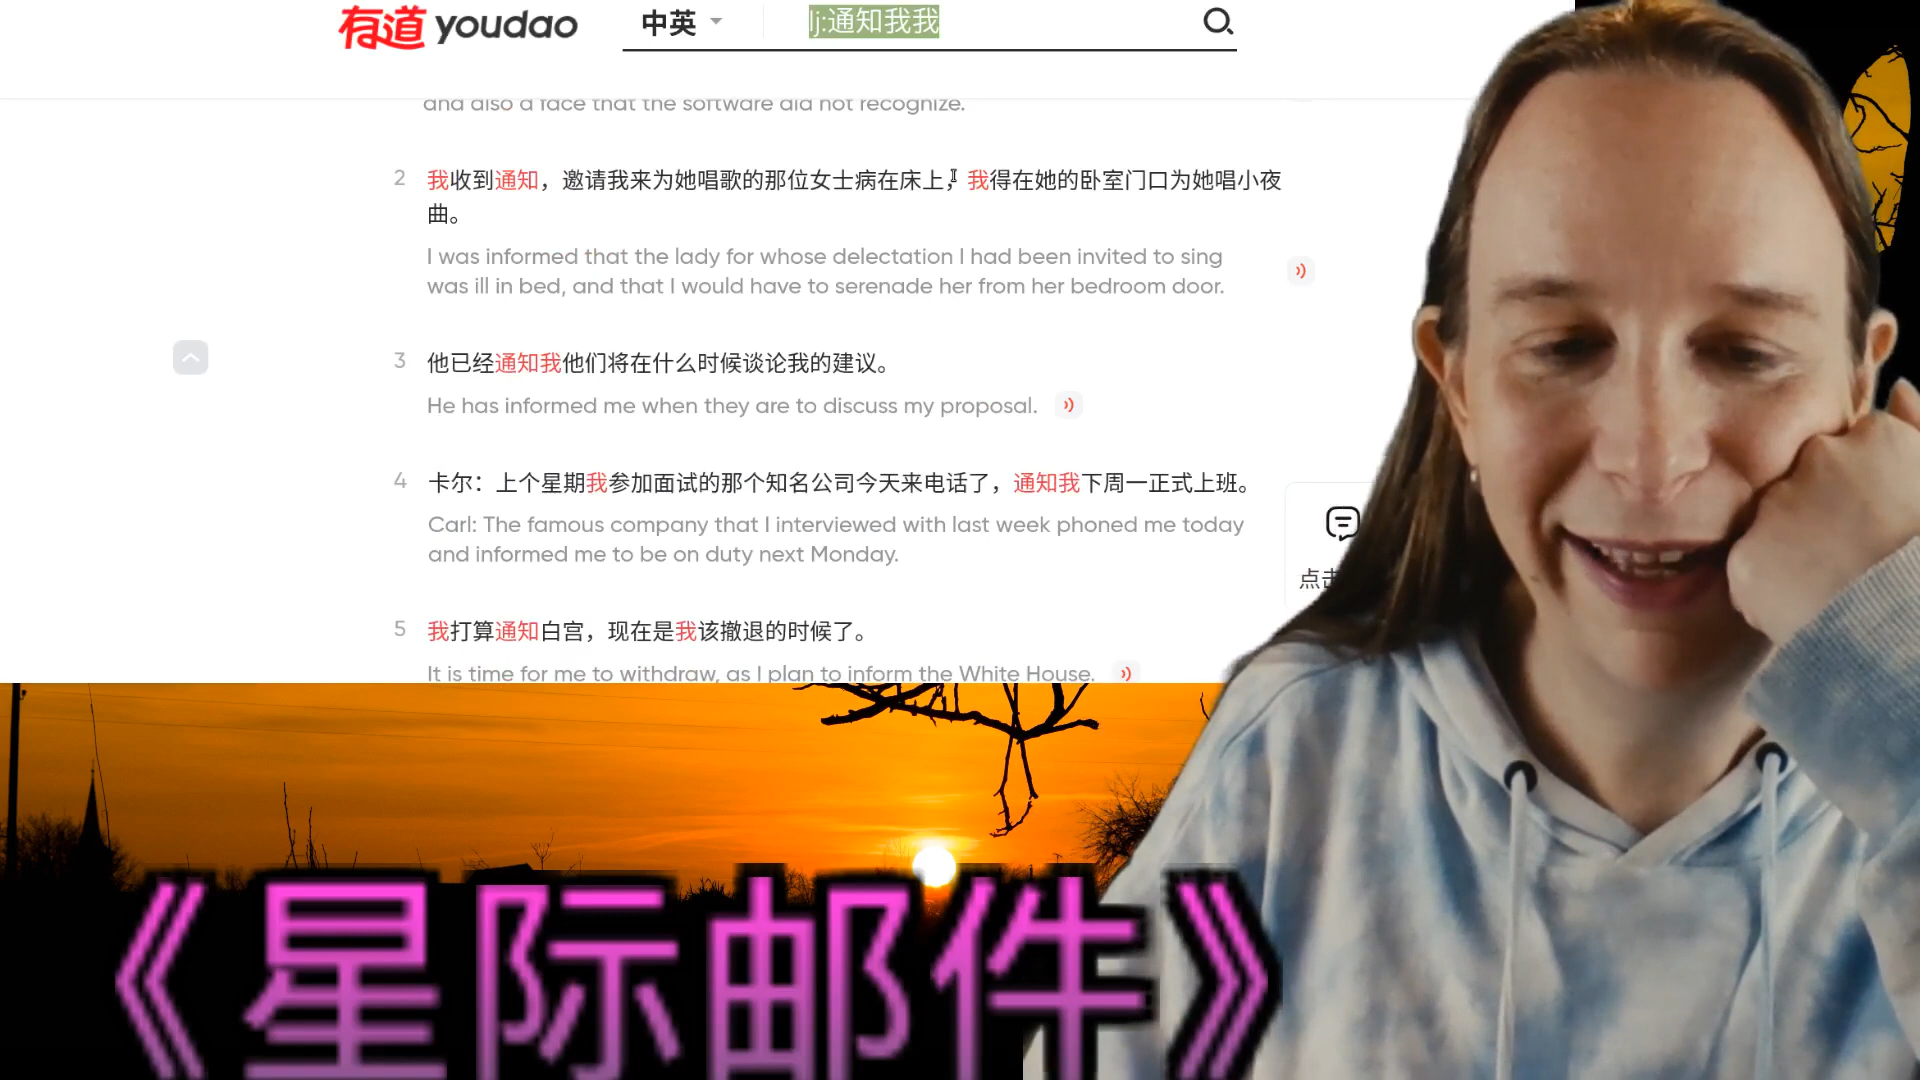 有道 youdao
中英
lj:通知我我
and also a face that the software did not recognize.
2
我收到通知，邀请我来为她唱歌的那位女士病在床上，我得在她的卧室门口为她唱小夜
曲。
I was informed that the lady for whose delectation I had been invited to sing
was ill in bed, and that I would have to serenade her from her bedroom door.
3
他已经通知我他们将在什么时候谈论我的建议。
He has informed me when they are to discuss my proposal.
4
卡尔：上个星期我参加面试的那个知名公司今天来电话了，通知我下周一正式上班。
Carl: The famous company that I interviewed with last week phoned me today
and informed me to be on duty next Monday.
点击
5
我打算通知白宫，现在是我该撤退的时候了。
It is time for me to withdraw, as I plan to inform the White House.
《星际邮件》